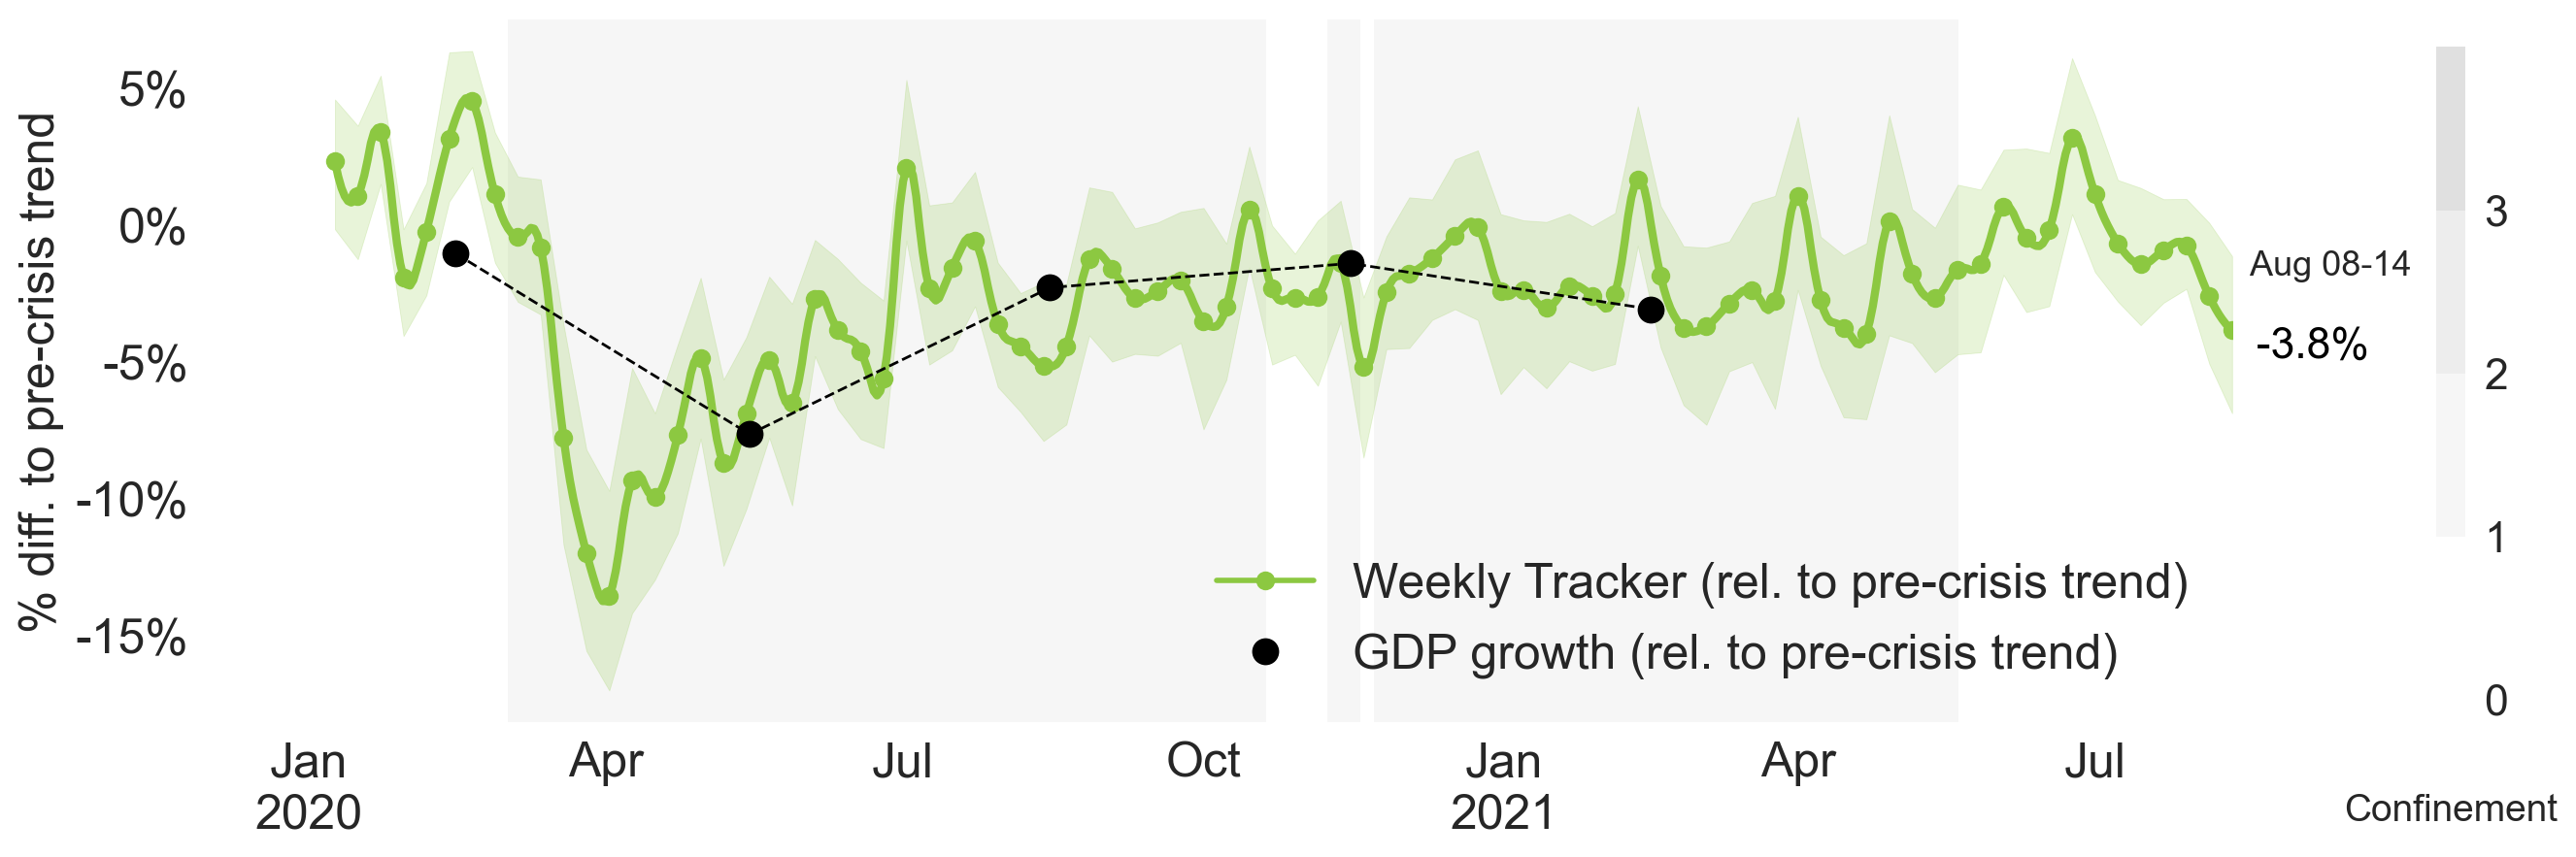 % diff. to pre-crisis trend
5%
0%
-5%
-10%
-15%
Jan
2020
Apr
Jul
Oct
Jan
2021
Apr
Jul
Weekly Tracker (rel. to pre-crisis trend)
GDP growth (rel. to pre-crisis trend)
Aug 08-14
-3.8%
3
2
1
0
Confinement